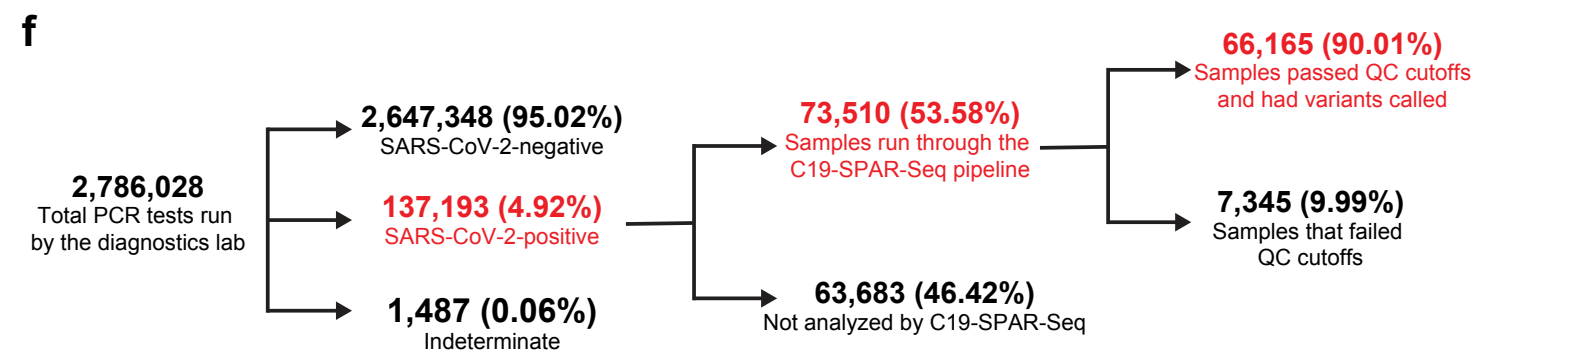 f
2,786,028
Total PCR tests run
by the diagnostics lab
2,647,348 (95.02%)
SARS-CoV-2-negative
137,193 (4.92%)
SARS-CoV-2-positive
1,487 (0.06%)
Indeterminate
73,510 (53.58%)
Samples run through the
C19-SPAR-Seq pipeline
63,683 (46.42%)
Not analyzed by C19-SPAR-Seq
66,165 (90.01%)
Samples passed QC cutoffs
and had variants called
7,345 (9.99%)
Samples that failed
QC cutoffs